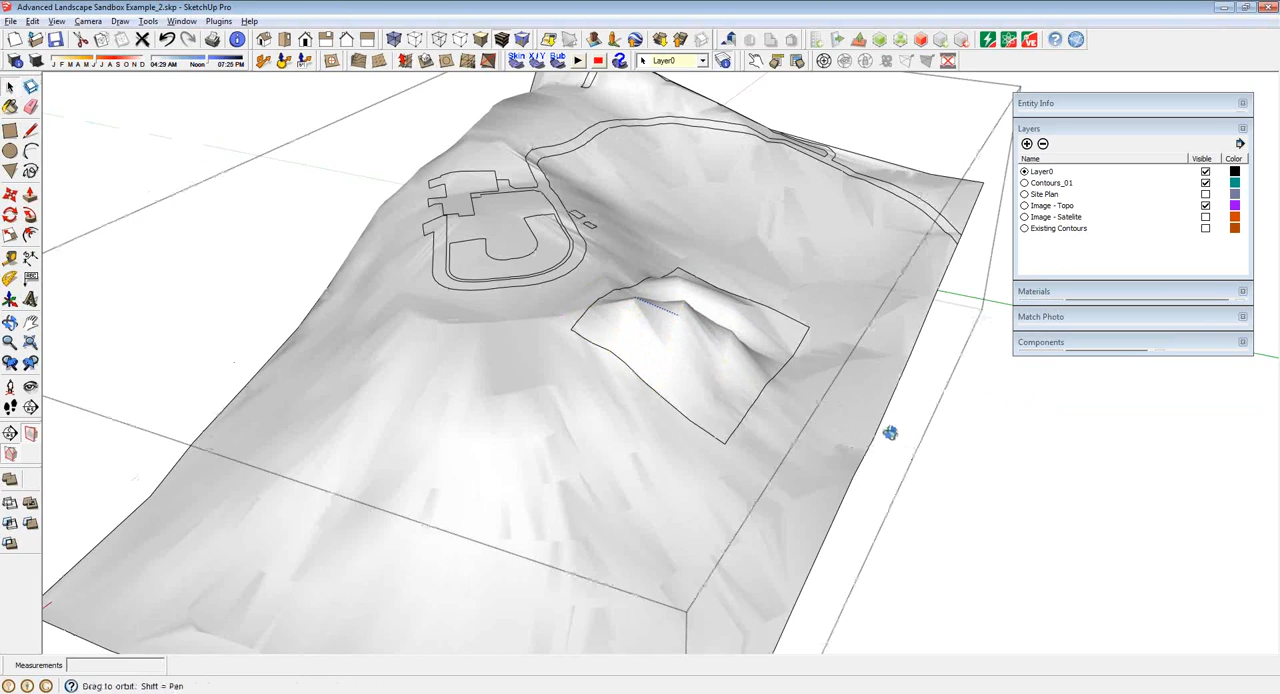 Advanced Landscape Sandbox Example_2.skp - SketchUp Pro
File Edit View Camera Draw Tools Window Plugins Help
J F M A M J J A S O N D 04:29 AM Noon 07:25 PM
Skin X/Y Bub
Layer0
Entity Info
Layers
Name Visible Color
Layer0
Contours_01
Site Plan
Image - Topo
Image - Satelite
Existing Contours
Materials
Match Photo
Components
Measurements
Drag to orbit: Shift = Pan